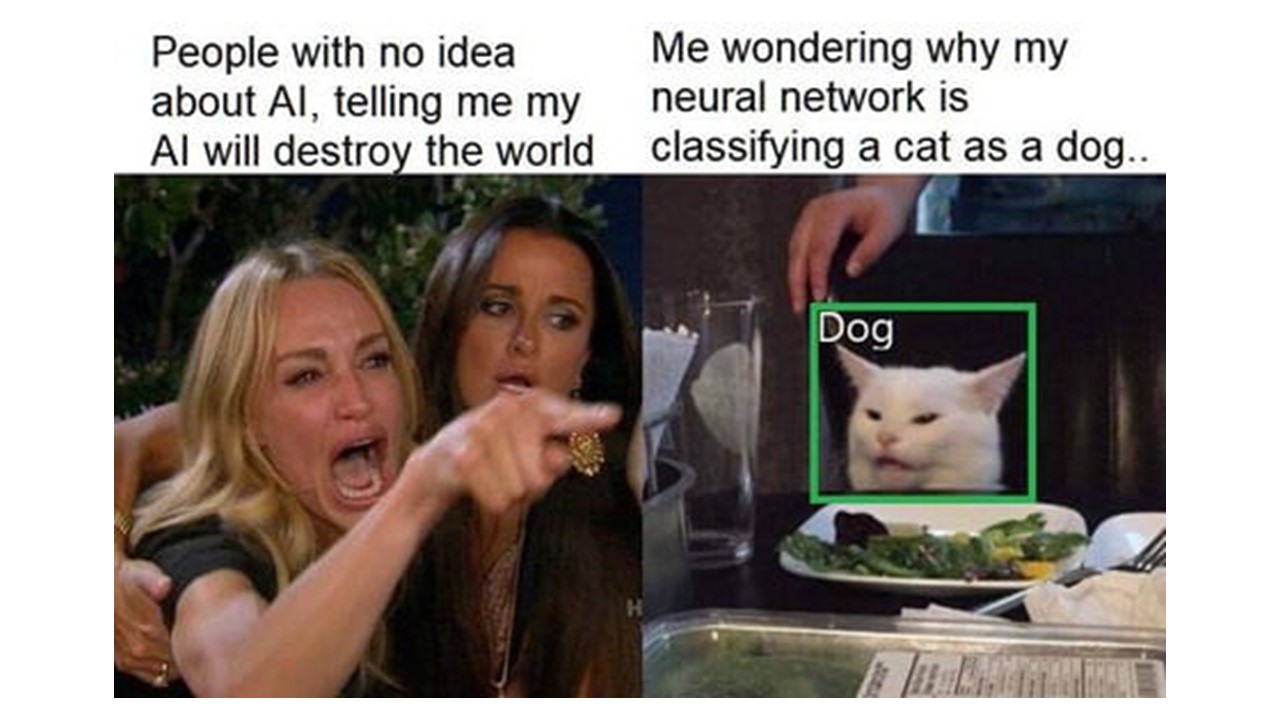 People with no idea
about AI, telling me my
AI will destroy the world
Me wondering why my
neural network is
classifying a cat as a dog..
Dog
H